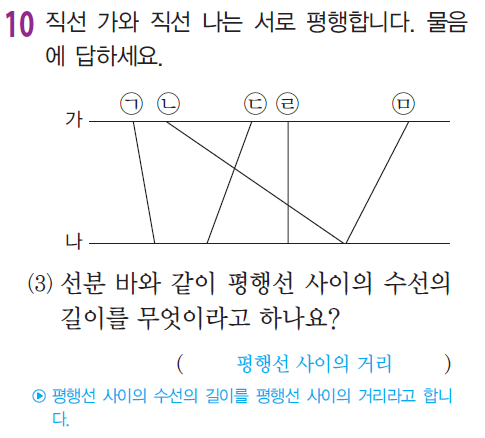 10 직선 가와 직선 나는 서로 평행합니다. 물음
에 답하세요.
㉠ ㉡ ㉢ ㉣ ㉤
가
나
(3) 선분 바와 같이 평행선 사이의 수선의
길이를 무엇이라고 하나요?
( 평행선 사이의 거리 )
평행선 사이의 수선의 길이를 평행선 사이의 거리라고 합니
다.